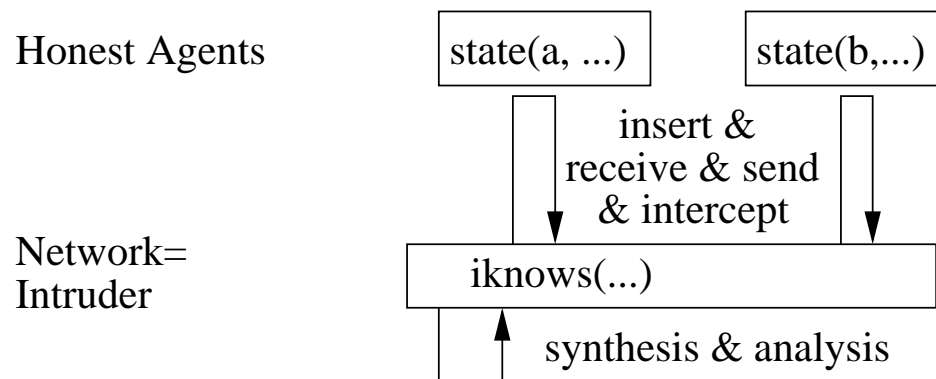 Honest Agents
state(a, ...)
state(b,...)
insert &
receive & send
& intercept
Network=
Intruder
iknows(...)
synthesis & analysis